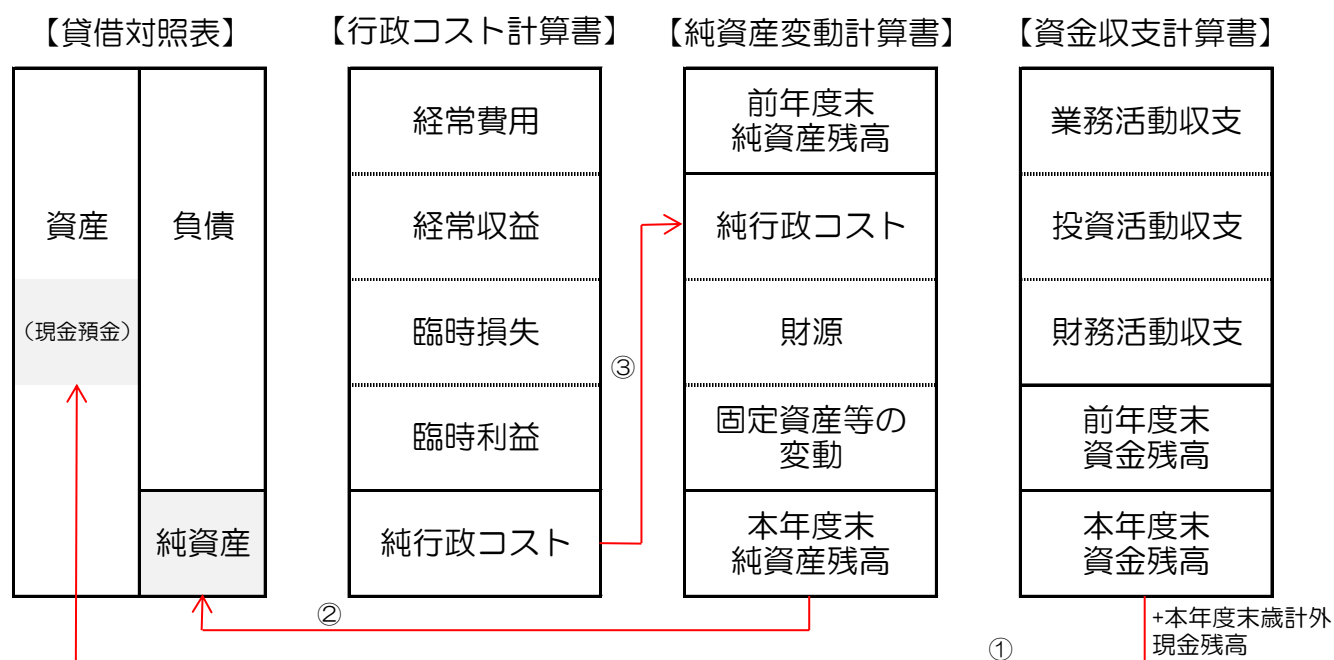 【貸借対照表】
資産
（現金預金）
負債
純資産
【行政コスト計算書】
経常費用
経常収益
臨時損失
臨時利益
純行政コスト
【純資産変動計算書】
前年度末
純資産残高
純行政コスト
財源
固定資産等の
変動
本年度末
純資産残高
【資金収支計算書】
業務活動収支
投資活動収支
財務活動収支
前年度末
資金残高
本年度末
資金残高
③
②
①
+本年度末歳計外
現金残高